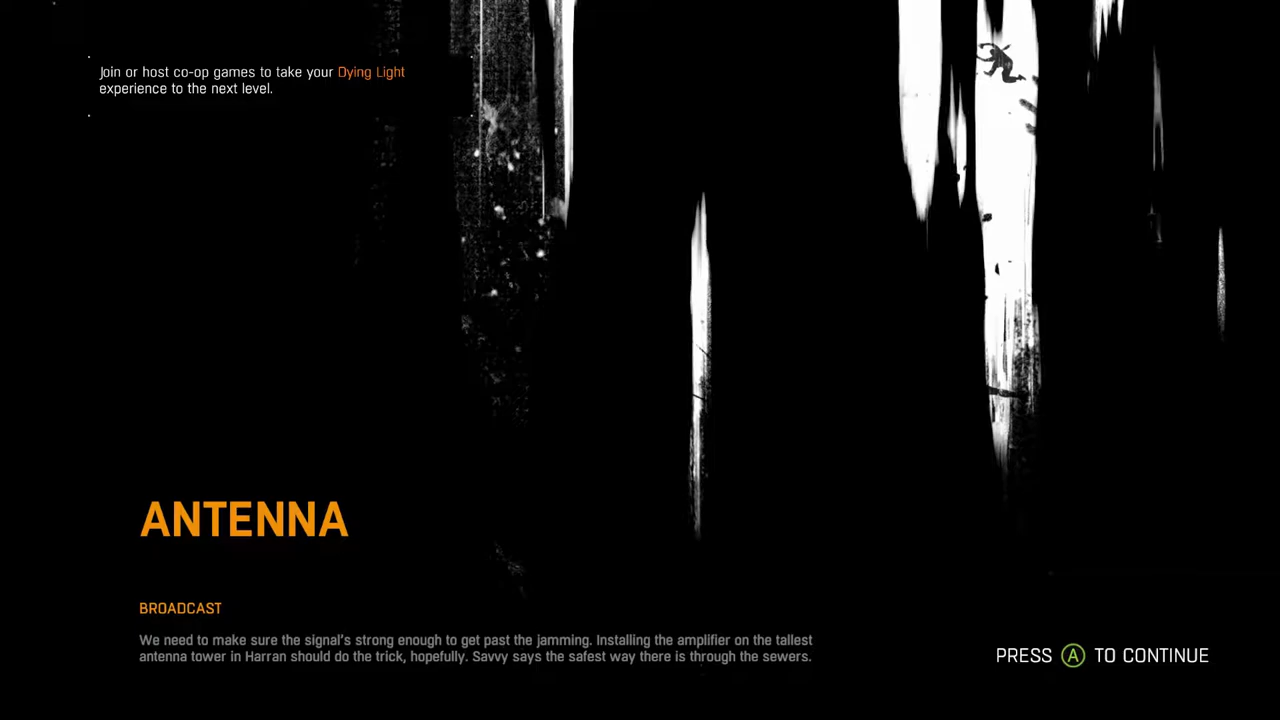 Join or host co-op games to take your Dying Light
experience to the next level.
ANTENNA
BROADCAST
We need to make sure the signal's strong enough to get past the jamming. Installing the amplifier on the tallest
antenna tower in Harran should do the trick, hopefully. Savvy says the safest way there is through the sewers.
PRESS A TO CONTINUE